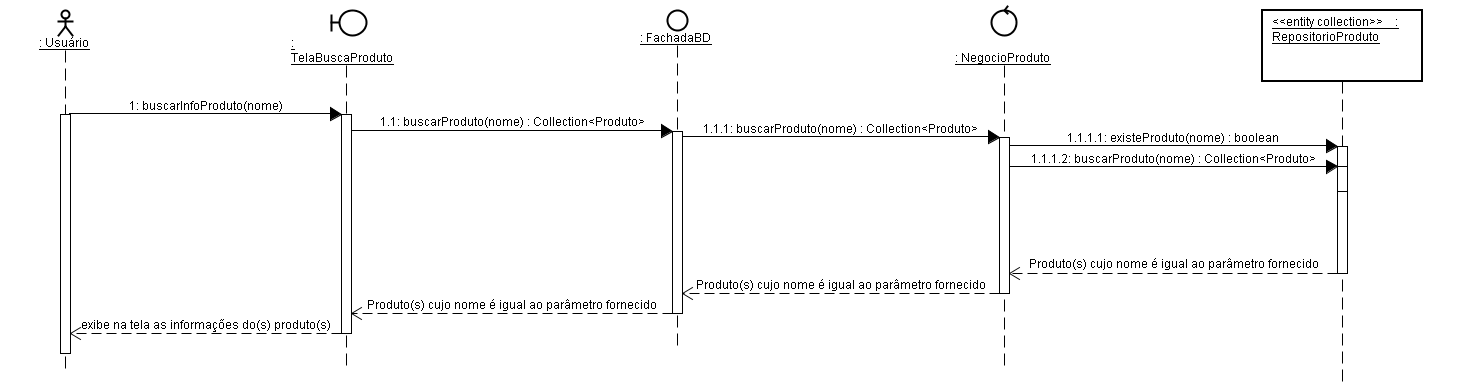 : Usuário
:
TelaBuscaProduto
: FachadaBD
: NegocioProduto
<<entity collection>> :
RepositorioProduto
1: buscarInfoProduto(nome)
1.1: buscarProduto(nome) : Collection<Produto>
1.1.1: buscarProduto(nome) : Collection<Produto>
1.1.1.1: existeProduto(nome) : boolean
1.1.1.2: buscarProduto(nome) : Collection<Produto>
Produto(s) cujo nome é igual ao parâmetro fornecido
Produto(s) cujo nome é igual ao parâmetro fornecido
Produto(s) cujo nome é igual ao parâmetro fornecido
exibe na tela as informações do(s) produto(s)